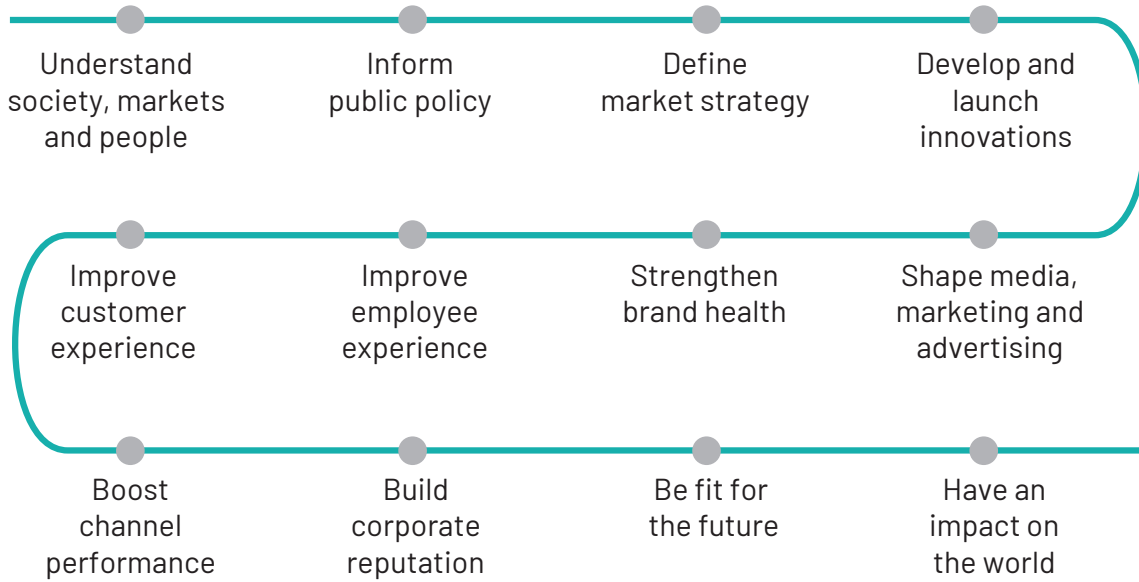 Understand
society, markets
and people
Inform
public policy
Define
market strategy
Develop and
launch
innovations
Improve
customer
experience
Improve
employee
experience
Strengthen
brand health
Shape media,
marketing and
advertising
Boost
channel
performance
Build
corporate
reputation
Be fit for
the future
Have an
impact on
the world